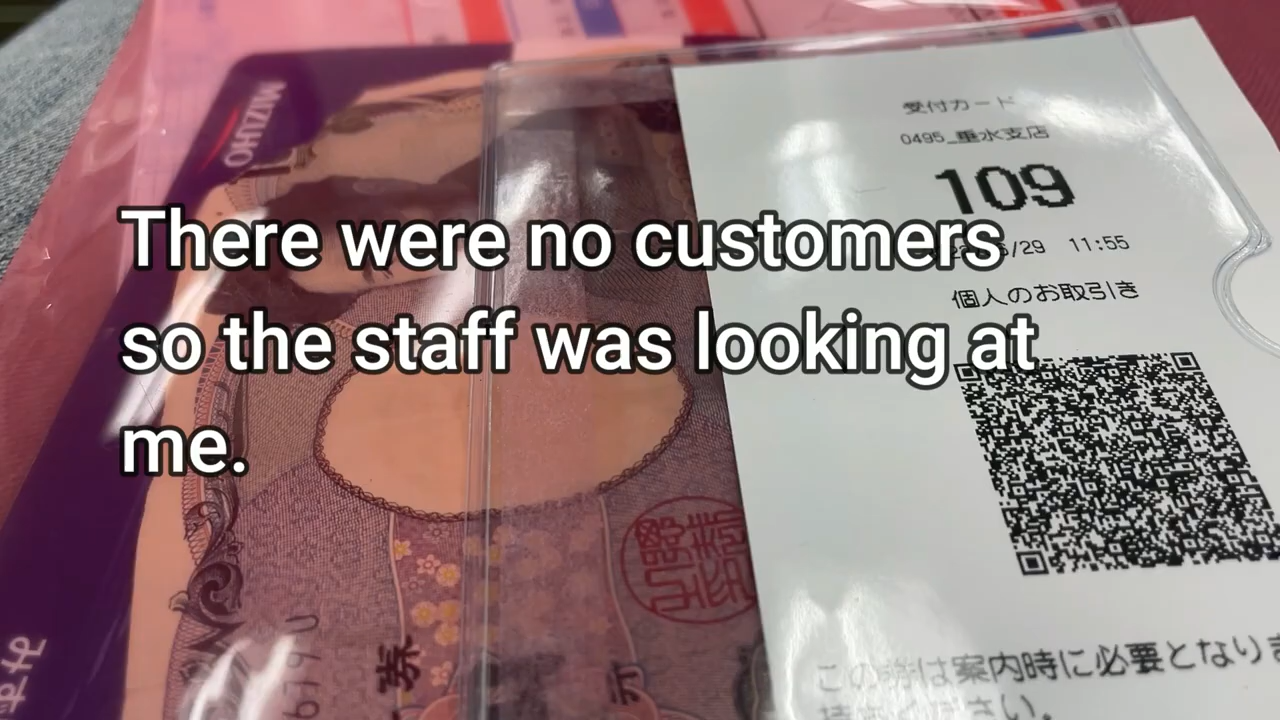 MIZUHO
受付カード
0495_垂水支店
109
/29 11:55
個人のお取引き
There were no customers
so the staff was looking at
me.
券
この券は案内時に必要となりま